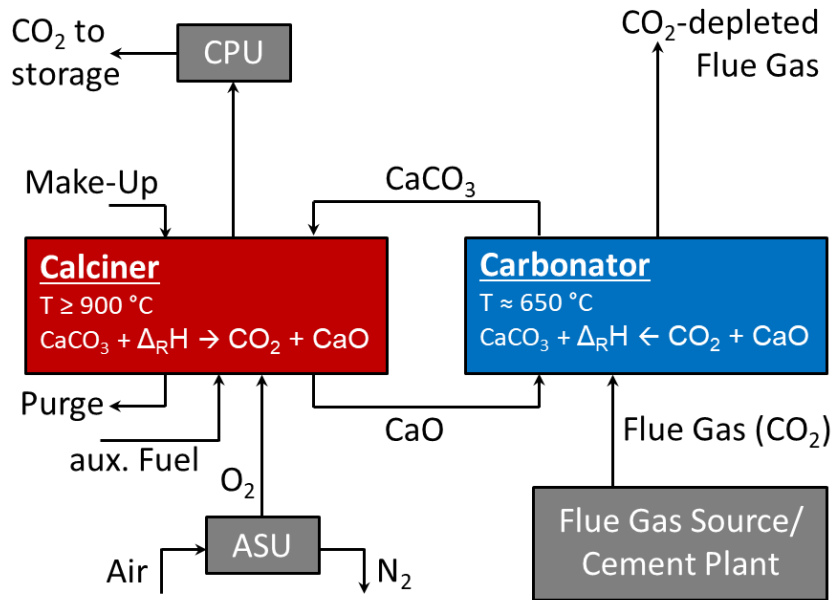 CO₂ to
storage
CPU
CO₂-depleted
Flue Gas
Make-Up
CaCO₃
Calciner
T ≥ 900 °C
CaCO₃ + ΔRH → CO₂ + CaO
Carbonator
T ≈ 650 °C
CaCO₃ + ΔRH ← CO₂ + CaO
Purge
aux. Fuel
O₂
CaO
Flue Gas (CO₂)
Air
ASU
N₂
Flue Gas Source/
Cement Plant